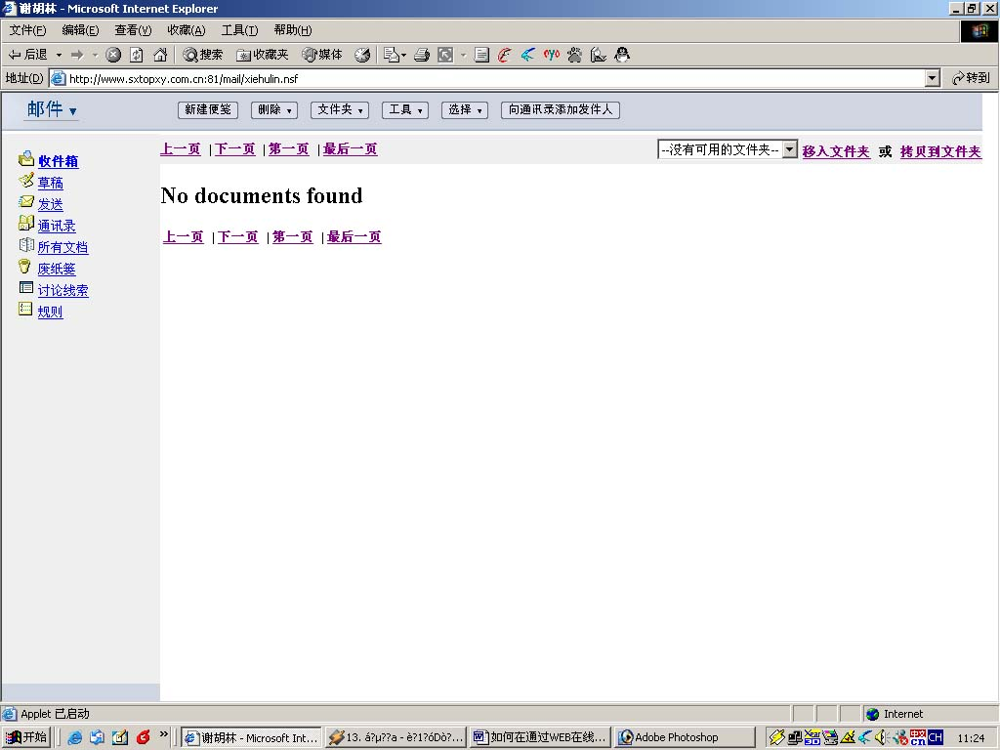 谢胡林 - Microsoft Internet Explorer
文件(F) 编辑(E) 查看(V) 收藏(A) 工具(T) 帮助(H)
后退 搜索 收藏夹 媒体
地址(D) http://www.sxtopxy.com.cn:81/mail/xiehulin.nsf 转到
邮件 新建便笺 删除 文件夹 工具 选择 向通讯录添加发件人
上一页 | 下一页 | 第一页 | 最后一页 --没有可用的文件夹-- 移入文件夹 或 拷贝到文件夹
收件箱
草稿
发送
通讯录
所有文档
废纸篓
讨论线索
规则
No documents found
上一页 | 下一页 | 第一页 | 最后一页
Applet 已启动 Internet
开始 » 谢胡林 - Microsoft Int... 13. á?µ??a - è?1?óDò?... 如何在通过WEB在线... Adobe Photoshop CH 11:24